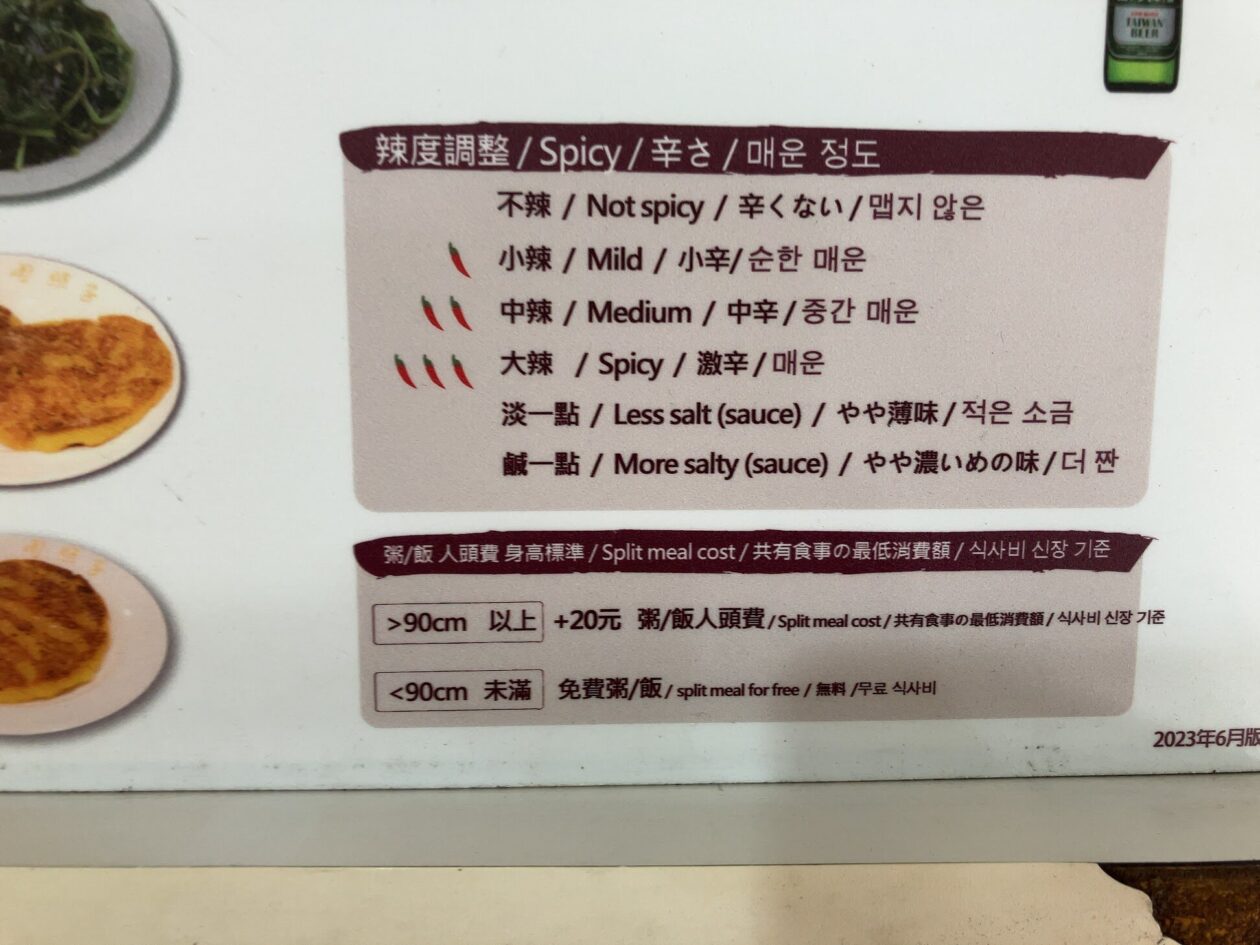 TAIWAN
BEER
辣度調整 / Spicy / 辛さ / 매운 정도
不辣 / Not spicy / 辛くない / 맵지 않은
小辣 / Mild / 小辛 / 순한 매운
中辣 / Medium / 中辛 / 중간 매운
大辣 / Spicy / 激辛 / 매운
淡一點 / Less salt (sauce) / やや薄味 / 적은 소금
鹹一點 / More salty (sauce) / やや濃いめの味 / 더 짠
粥/飯 人頭費 身高標準 / Split meal cost / 共有食事の最低消費額 / 식사비 신장 기준
>90cm 以上 +20元 粥/飯人頭費 / Split meal cost / 共有食事の最低消費額 / 식사비 신장 기준
<90cm 未滿 免費粥/飯 / split meal for free / 無料 /무료 식사비
2023年6月版